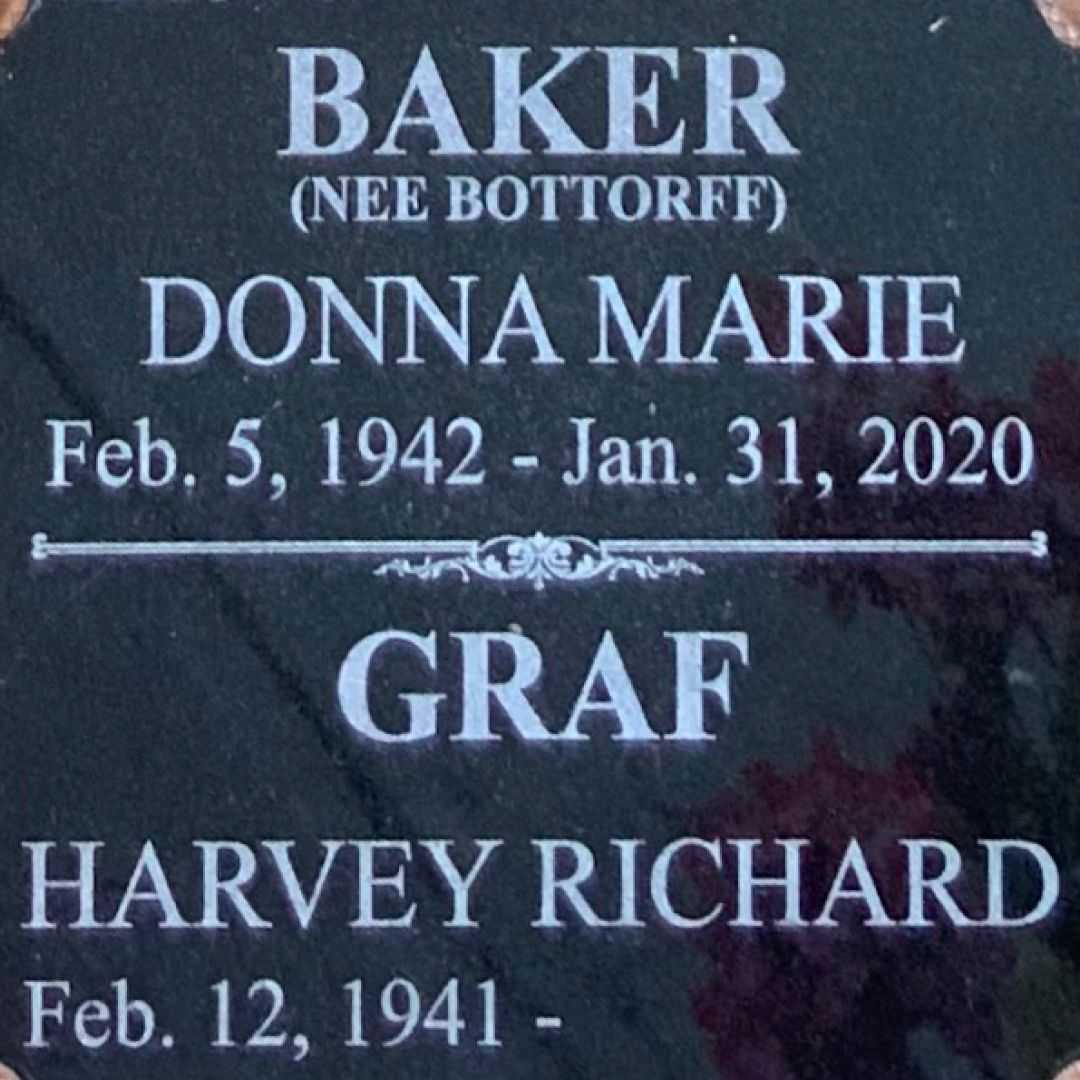 BAKER
(NEE BOTTORFF)
DONNA MARIE
Feb. 5, 1942 - Jan. 31, 2020
GRAF
HARVEY RICHARD
Feb. 12, 1941 -